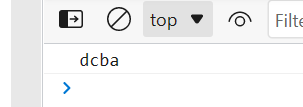 top ▼ Filte
dcba
>